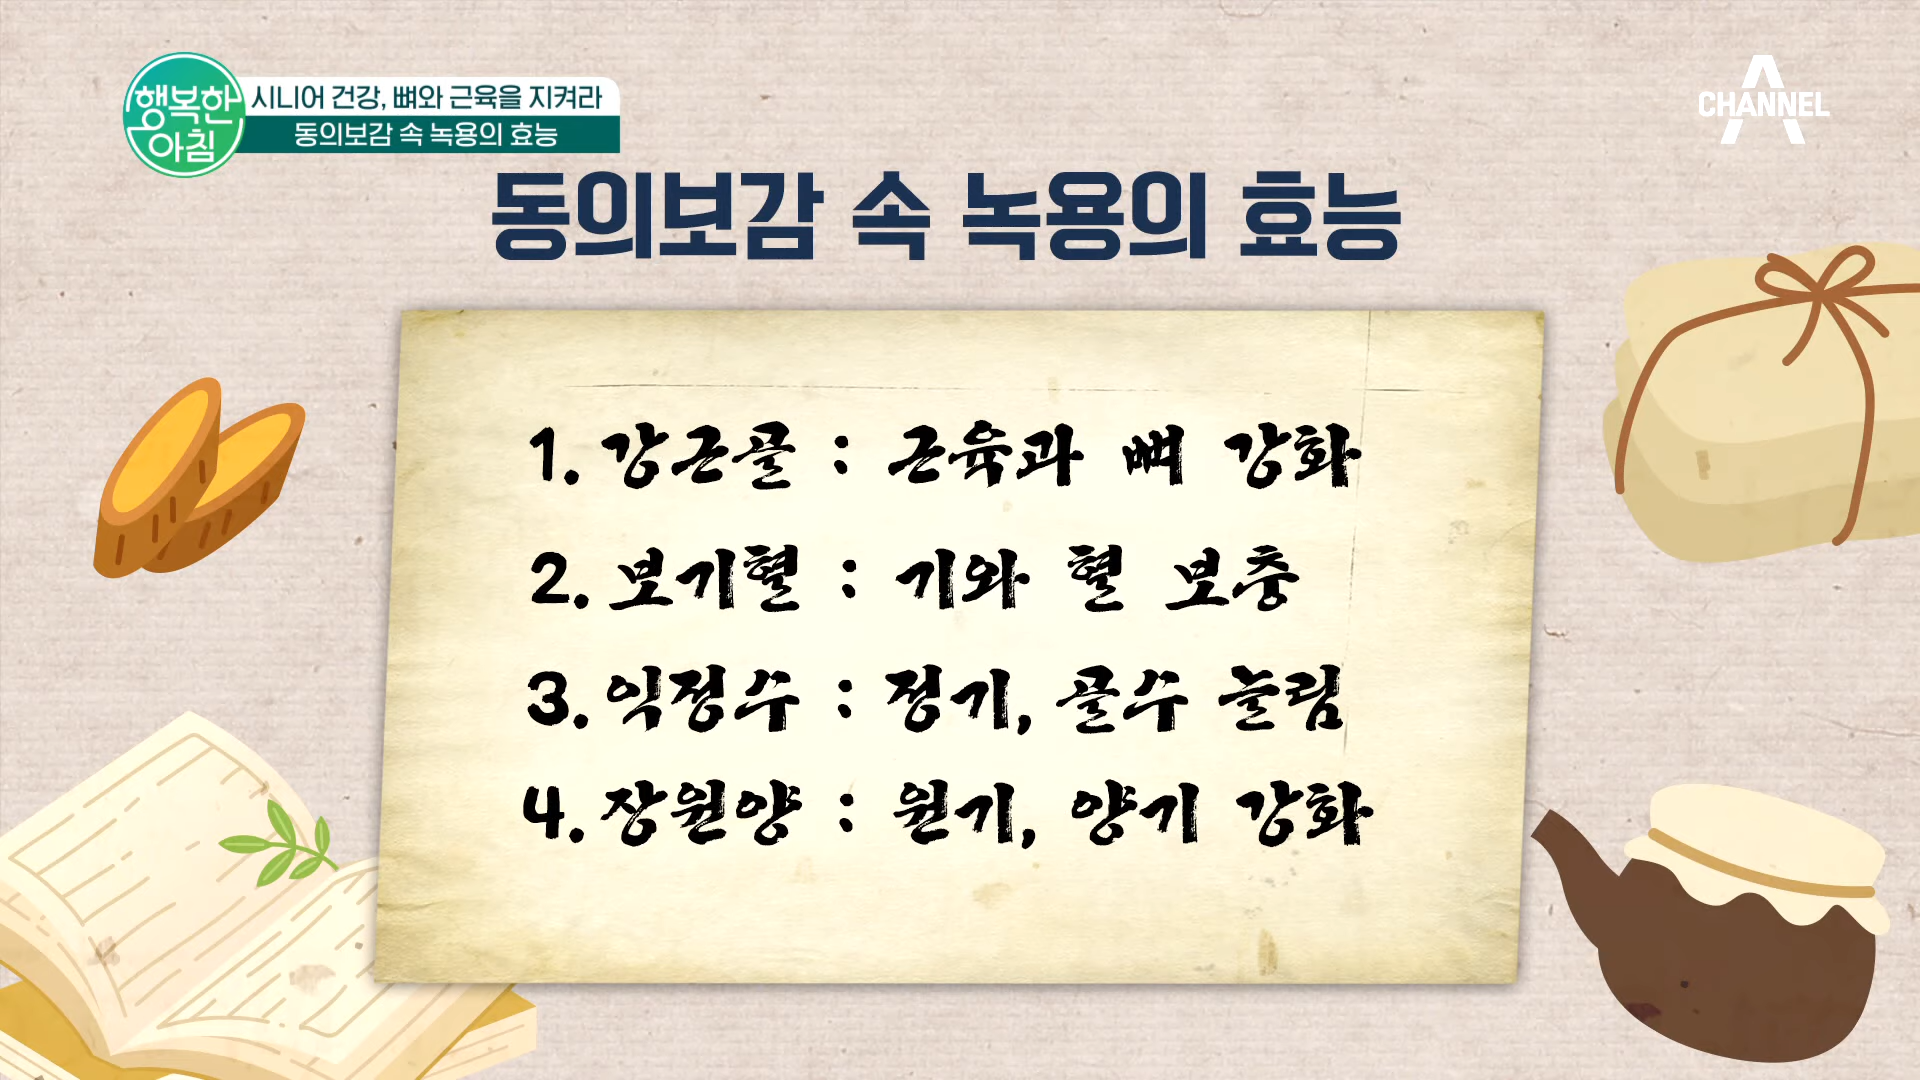 행복한
아침
시니어 건강, 뼈와 근육을 지켜라
동의보감 속 녹용의 효능
CHANNEL A
동의보감 속 녹용의 효능
1. 강근골 : 근육과 뼈 강화
2. 보기혈 : 기와 혈 보충
3. 익정수 : 정기, 골수 늘림
4. 장원양 : 원기, 양기 강화